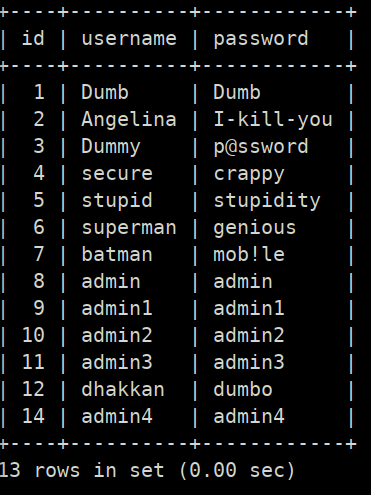 +----+----------+------------+
| id | username | password   |
+----+----------+------------+
|  1 | Dumb     | Dumb       |
|  2 | Angelina | I-kill-you |
|  3 | Dummy    | p@ssword   |
|  4 | secure   | crappy     |
|  5 | stupid   | stupidity  |
|  6 | superman | genious    |
|  7 | batman   | mob!le     |
|  8 | admin    | admin      |
|  9 | admin1   | admin1     |
| 10 | admin2   | admin2     |
| 11 | admin3   | admin3     |
| 12 | dhakkan  | dumbo      |
| 14 | admin4   | admin4     |
+----+----------+------------+
13 rows in set (0.00 sec)